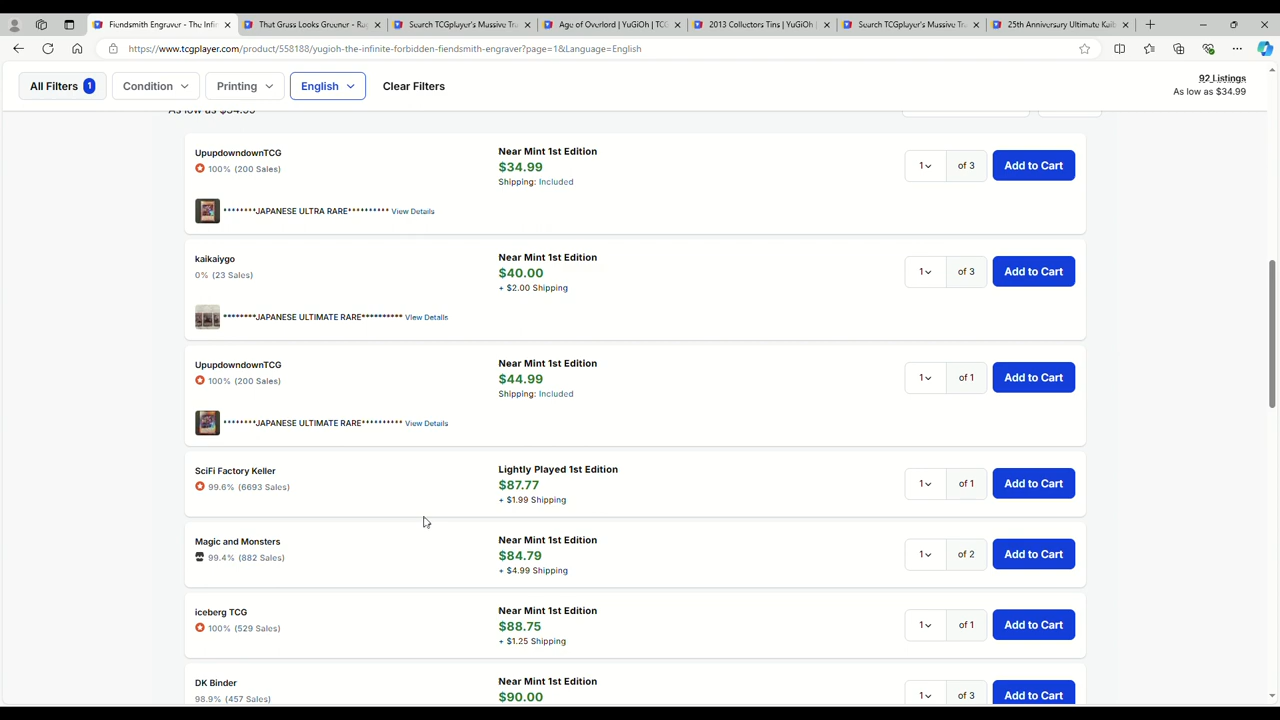 Fiendsmith Engraver - The Infin
That Grass Looks Greener - Ra
Search TCGplayer's Massive Tra
Age of Overlord | YuGiOh | TCG
2013 Collectors Tins | YuGiOh |
Search TCGplayer's Massive Tra
25th Anniversary Ultimate Kaib
https://www.tcgplayer.com/product/558188/yugioh-the-infinite-forbidden-fiendsmith-engraver?page=1&Language=English
All Filters 1
Condition
Printing
English
Clear Filters
92 Listings
As low as $34.99
As low as $34.99
UpupdowndownTCG
100% (200 Sales)
Near Mint 1st Edition
$34.99
Shipping: Included
1 of 3
Add to Cart
********JAPANESE ULTRA RARE********** View Details
kaikaiygo
0% (23 Sales)
Near Mint 1st Edition
$40.00
+ $2.00 Shipping
1 of 3
Add to Cart
********JAPANESE ULTIMATE RARE********** View Details
UpupdowndownTCG
100% (200 Sales)
Near Mint 1st Edition
$44.99
Shipping: Included
1 of 1
Add to Cart
********JAPANESE ULTIMATE RARE********** View Details
SciFi Factory Keller
99.6% (6693 Sales)
Lightly Played 1st Edition
$87.77
+ $1.99 Shipping
1 of 1
Add to Cart
Magic and Monsters
99.4% (882 Sales)
Near Mint 1st Edition
$84.79
+ $4.99 Shipping
1 of 2
Add to Cart
iceberg TCG
100% (529 Sales)
Near Mint 1st Edition
$88.75
+ $1.25 Shipping
1 of 1
Add to Cart
DK Binder
98.9% (457 Sales)
Near Mint 1st Edition
$90.00
1 of 3
Add to Cart